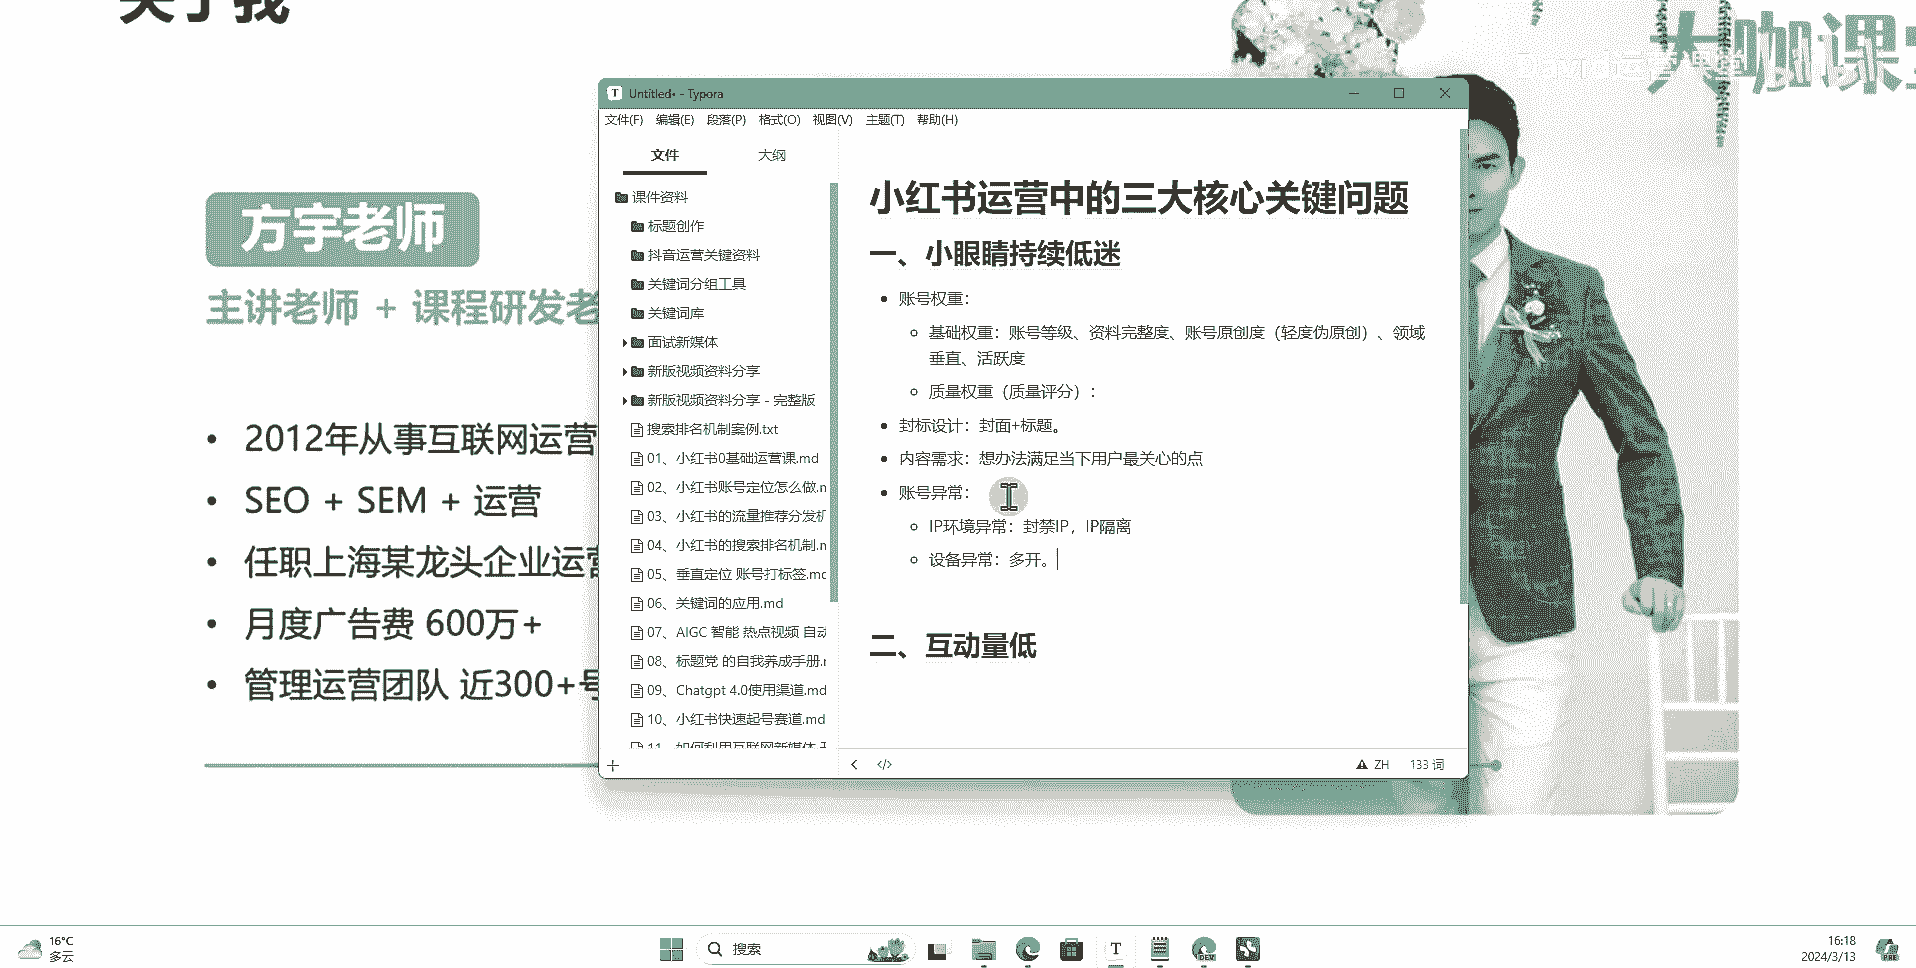 关于我
大咖课堂
方宇老师
主讲老师 + 课程研发老
• 2012年从事互联网运营
• SEO + SEM + 运营
• 任职上海某龙头企业运营
• 月度广告费 600万+
• 管理运营团队 近300+号
Untitled• - Typora
文件(F) 编辑(E) 段落(P) 格式(O) 视图(V) 主题(T) 帮助(H)
文件 大纲
课件资料
标题创作
抖音运营关键资料
关键词分组工具
关键词库
面试新媒体
新版视频资料分享
新版视频资料分享 - 完整版
搜索排名机制案例.txt
01、小红书0基础运营课.md
02、小红书账号定位怎么做.n
03、小红书的流量推荐分发机
04、小红书的搜索排名机制.n
05、垂直定位 账号打标签.mc
06、关键词的应用.md
07、AIGC 智能 热点视频 自动
08、标题党 的自我养成手册.r
09、Chatgpt 4.0使用渠道.md
10、小红书快速起号赛道.md
11、如何利用互联网新媒体
小红书运营中的三大核心关键问题
一、小眼睛持续低迷
• 账号权重：
基础权重：账号等级、资料完整度、账号原创度（轻度伪原创）、领域
垂直、活跃度
质量权重（质量评分）：
• 封标设计：封面+标题。
• 内容需求：想办法满足当下用户最关心的点
• 账号异常：
IP环境异常：封禁IP，IP隔离
设备异常：多开。
二、互动量低
ZH 133 词
16°C
多云
搜索
T
DEV
16:18
2024/3/13
PRE